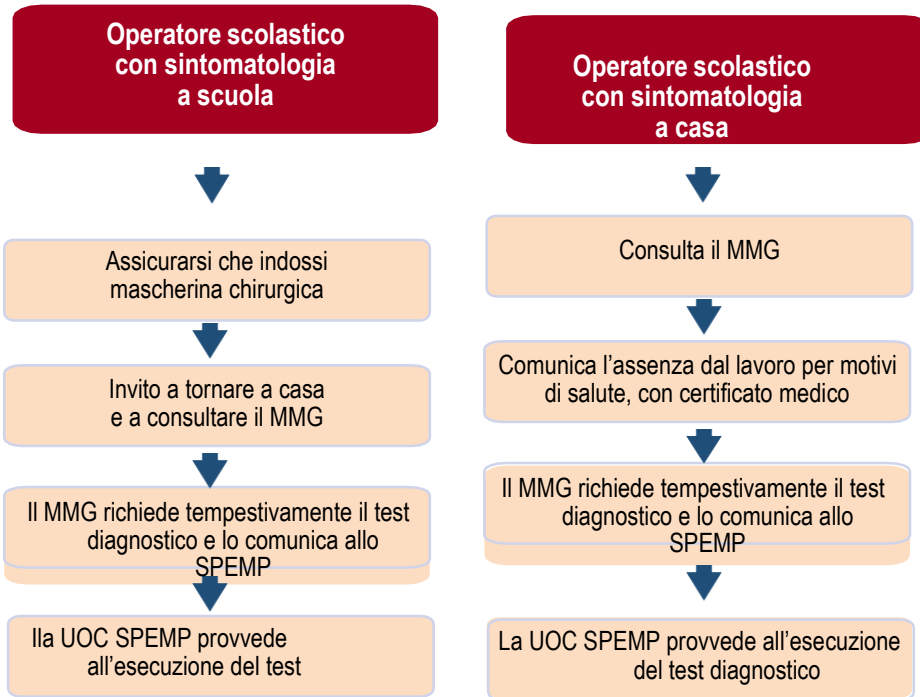 Operatore scolastico
con sintomatologia
a scuola
Assicurarsi che indossi
mascherina chirurgica
Invito a tornare a casa
e a consultare il MMG
Il MMG richiede tempestivamente il test
diagnostico e lo comunica allo
SPEMP
Ila UOC SPEMP provvede
all'esecuzione del test
Operatore scolastico
con sintomatologia
a casa
Consulta il MMG
Comunica l'assenza dal lavoro per motivi
di salute, con certificato medico
Il MMG richiede tempestivamente il test
diagnostico e lo comunica allo
SPEMP
La UOC SPEMP provvede all'esecuzione
del test diagnostico